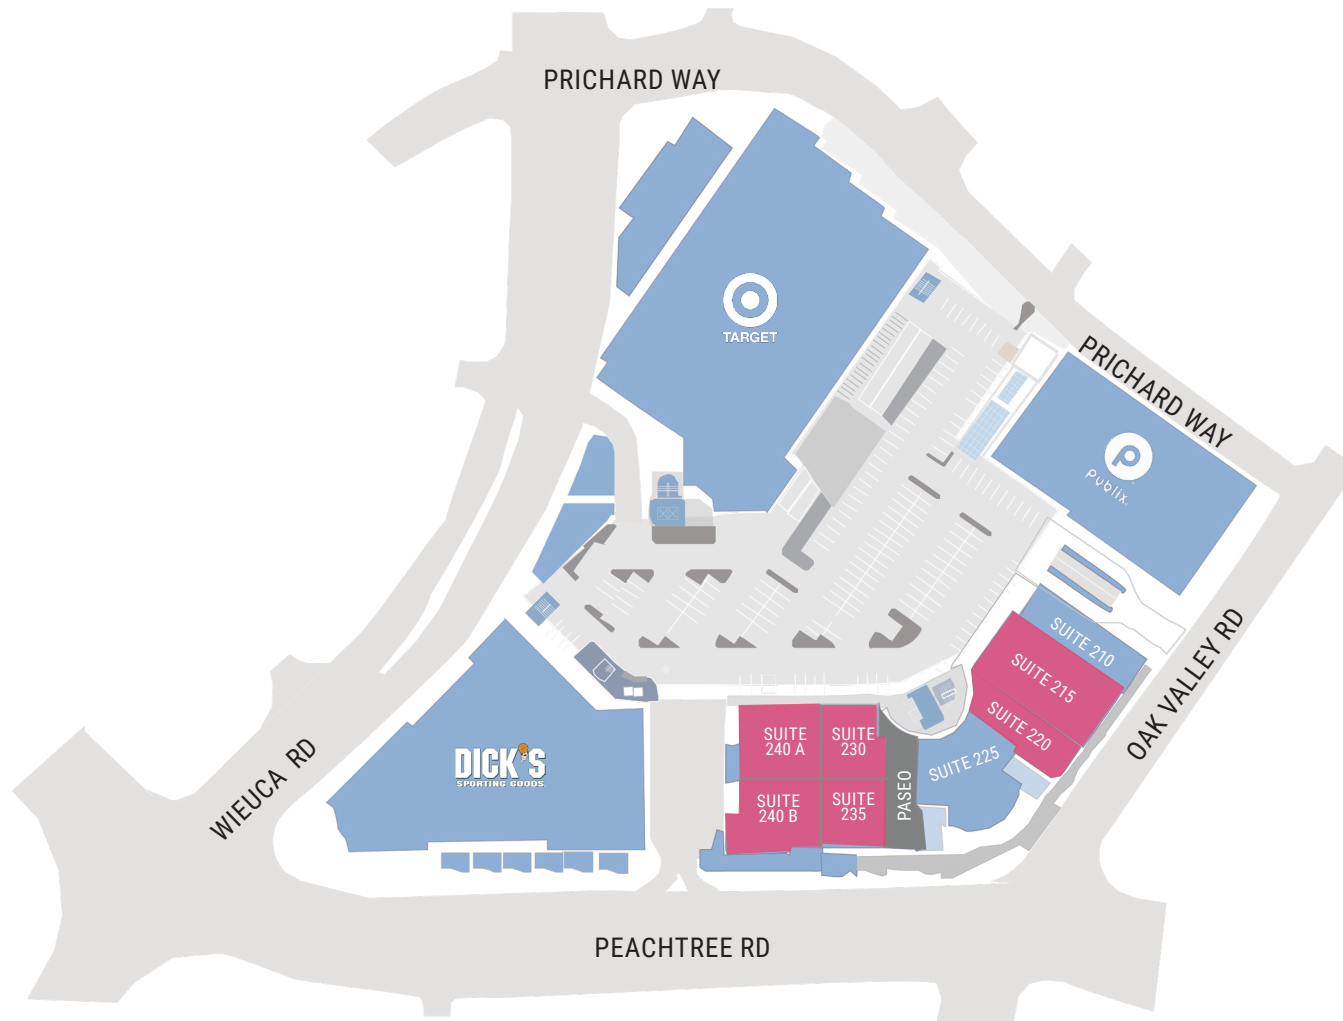 PRICHARD WAY
TARGET
PRICHARD WAY
Publix.
SUITE 210
SUITE 215
SUITE 220
SUITE 225
OAK VALLEY RD
SUITE
240 A
SUITE
230
SUITE
240 B
SUITE
235
PASEO
DICK'S
SPORTING GOODS
WIEUCA RD
PEACHTREE RD